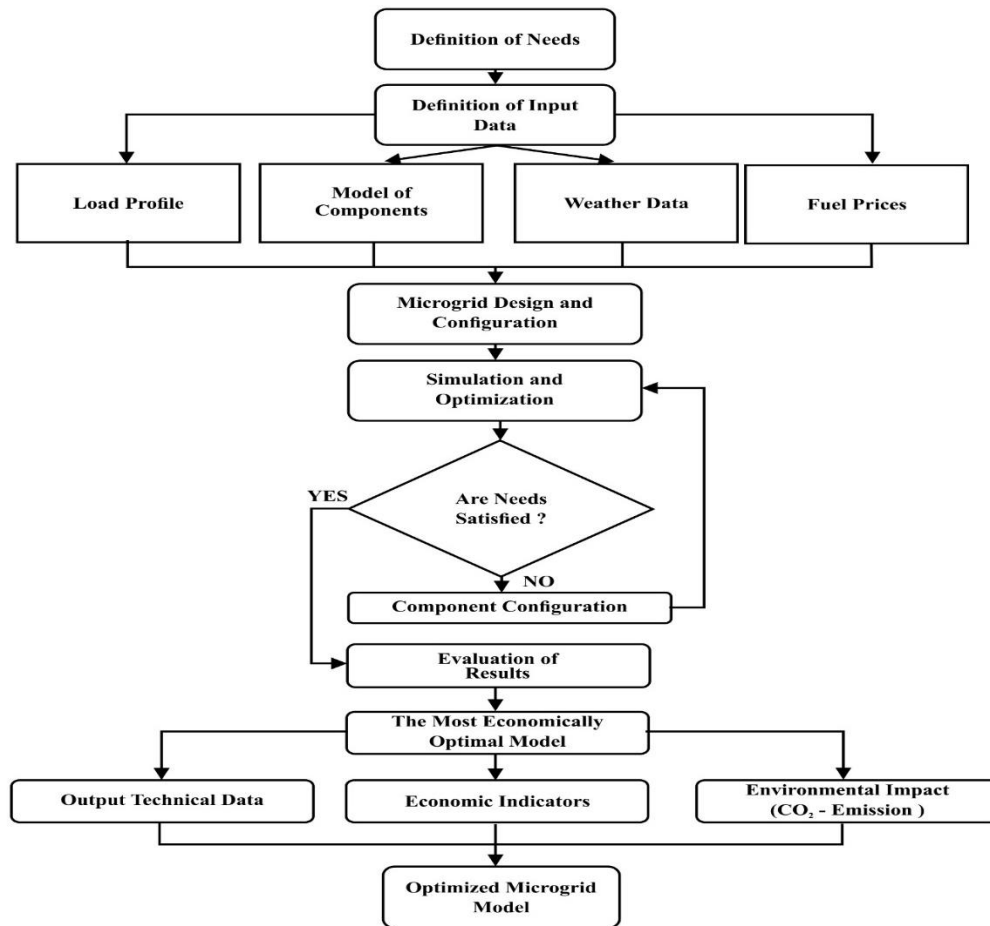 Definition of Needs
Definition of Input
Data
Load Profile
Model of
Components
Weather Data
Fuel Prices
Microgrid Design and
Configuration
Simulation and
Optimization
YES
Are Needs
Satisfied ?
NO
Component Configuration
Evaluation of
Results
The Most Economically
Optimal Model
Output Technical Data
Economic Indicators
Environmental Impact
(CO₂ - Emission )
Optimized Microgrid
Model